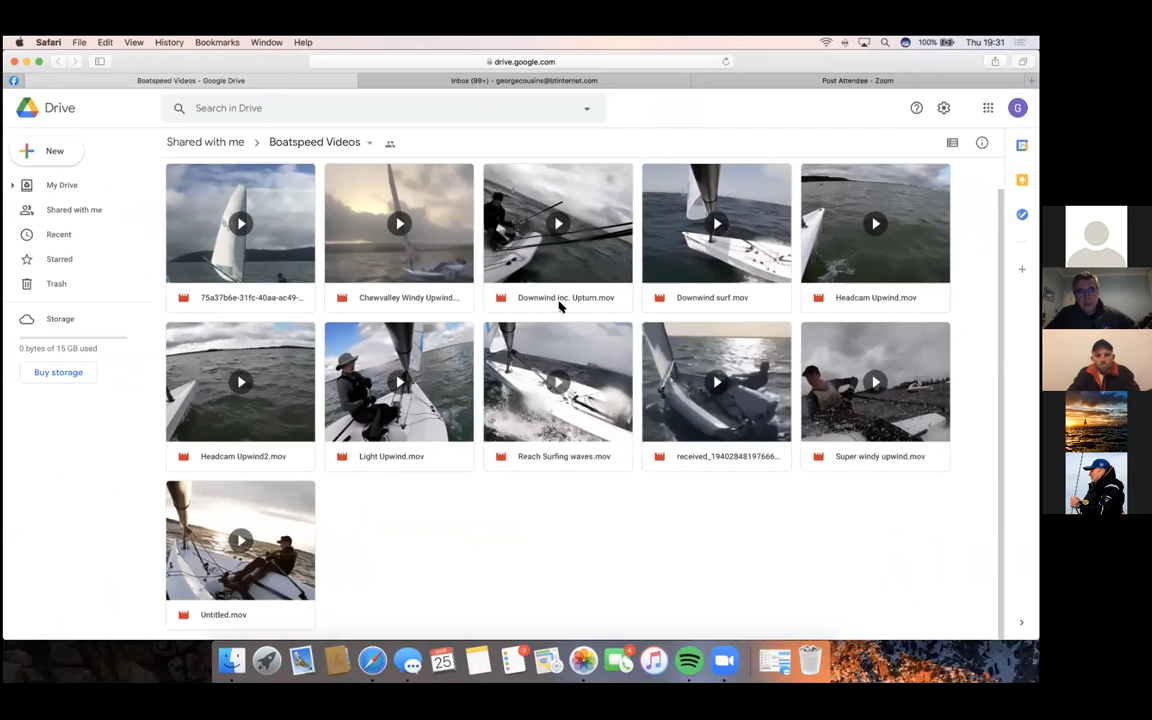 Safari File Edit View History Bookmarks Window Help 100% Thu 19:31
drive.google.com
Boatspeed Videos - Google Drive Inbox (99+) - georgecousins@btinternet.com Post Attendee - Zoom
Drive Search in Drive G
New Shared with me Boatspeed Videos
My Drive
Shared with me
Recent
Starred
Trash
Storage
0 bytes of 15 GB used
Buy storage
75a37b6e-31fc-40aa-ac49-... Chewvalley Windy Upwind.... Downwind inc. Upturn.mov Downwind surf.mov Headcam Upwind.mov
Headcam Upwind2.mov Light Upwind.mov Reach Surfing waves.mov received_19402848197666... Super windy upwind.mov
Untitled.mov
MAR
25 3 4